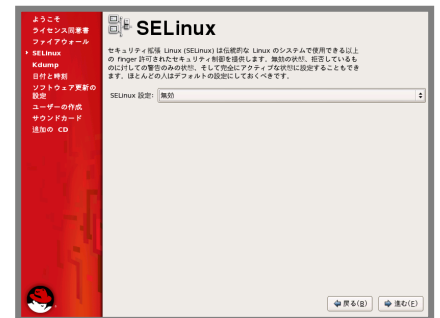 ようこそ
ライセンス同意書
ファイアウォール
SELinux
Kdump
日付と時刻
ソフトウェア更新の
設定
ユーザーの作成
サウンドカード
追加の CD
SELinux
セキュリティ拡張 Linux (SELinux) は伝統的な Linux のシステムで使用できる以上
の finger 許可されたセキュリティ制御を提供します。無効の状態、拒否しているも
のに対しての警告のみの状態、そして完全にアクティブな状態に設定することもでき
ます。ほとんどの人はデフォルトの設定にしておくべきです。
SELinux 設定: 無効
戻る(B) 進む(F)